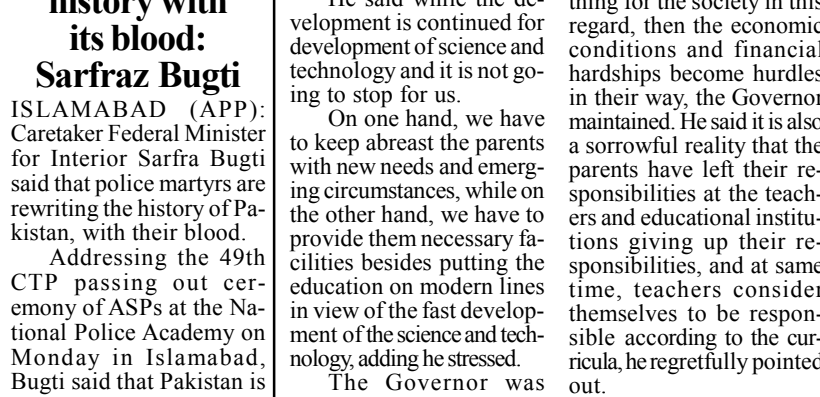 history with
its blood:
Sarfraz Bugti
ISLAMABAD (APP):
Caretaker Federal Minister
for Interior Sarfra Bugti
said that police martyrs are
rewriting the history of Pa-
kistan, with their blood.
Addressing the 49th
CTP passing out cer-
emony of ASPs at the Na-
tional Police Academy on
Monday in Islamabad,
Bugti said that Pakistan is
He said while the de-
velopment is continued for
development of science and
technology and it is not go-
ing to stop for us.
On one hand, we have
to keep abreast the parents
with new needs and emerg-
ing circumstances, while on
the other hand, we have to
provide them necessary fa-
cilities besides putting the
education on modern lines
in view of the fast develop-
ment of the science and tech-
nology, adding he stressed.
The Governor was
thing for the society in this
regard, then the economic
conditions and financial
hardships become hurdles
in their way, the Governor
maintained. He said it is also
a sorrowful reality that the
parents have left their re-
sponsibilities at the teach-
ers and educational institu-
tions giving up their re-
sponsibilities, and at same
time, teachers consider
themselves to be respon-
sible according to the cur-
ricula, he regretfully pointed
out.